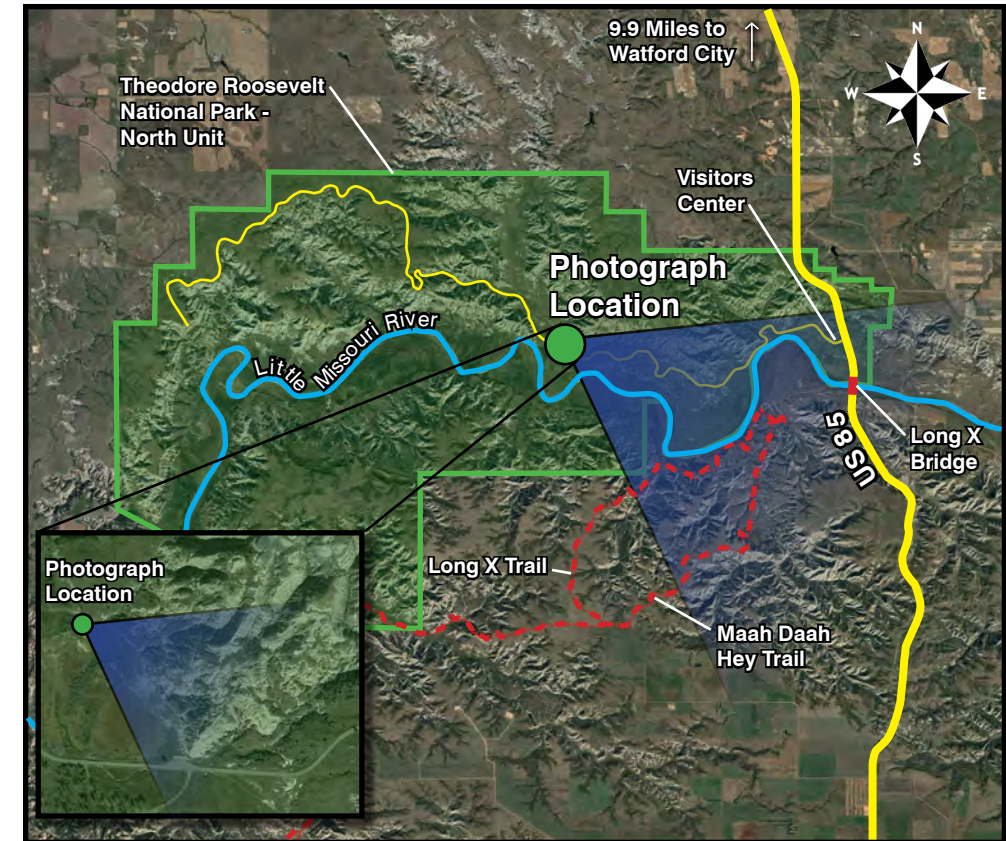 9.9 Miles to
Watford City
N
W
E
S
Theodore Roosevelt
National Park -
North Unit
Visitors
Center
Photograph
Location
Little Missouri River
US 85
Long X
Bridge
Long X Trail
Photograph
Location
Maah Daah
Hey Trail